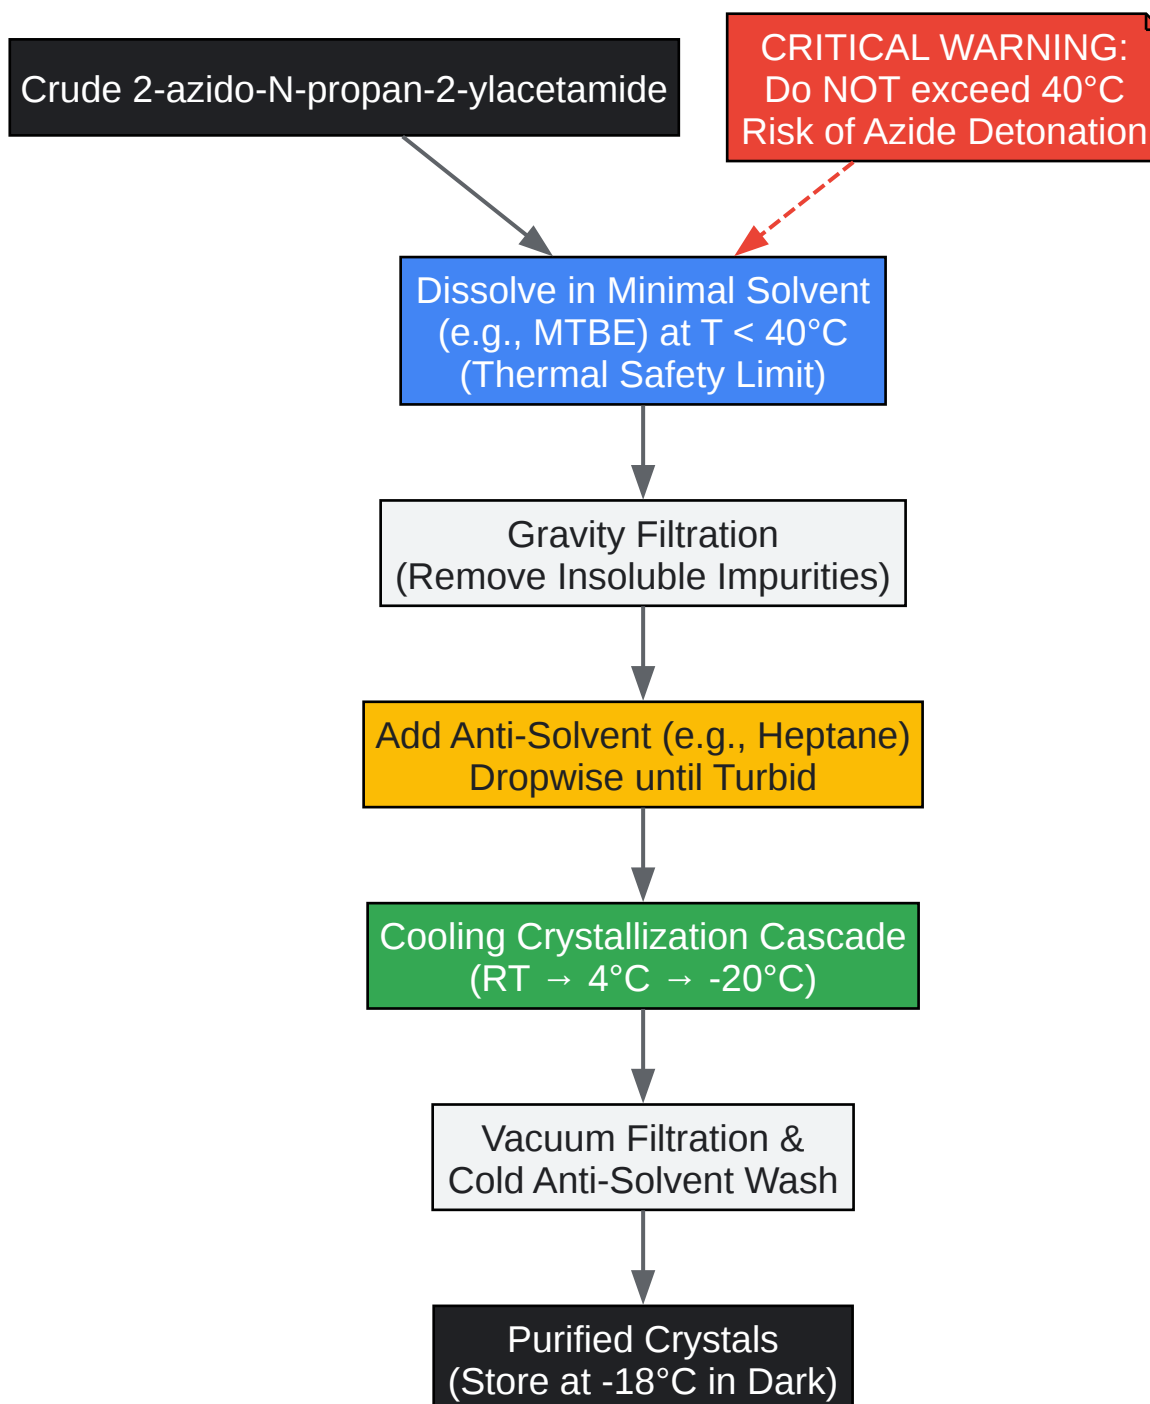 Crude 2-azido-N-propan-2-ylacetamide
CRITICAL WARNING:
Do NOT exceed 40°C
Risk of Azide Detonation
Dissolve in Minimal Solvent
(e.g., MTBE) at T < 40°C
(Thermal Safety Limit)
Gravity Filtration
(Remove Insoluble Impurities)
Add Anti-Solvent (e.g., Heptane)
Dropwise until Turbid
Cooling Crystallization Cascade
(RT → 4°C → -20°C)
Vacuum Filtration &
Cold Anti-Solvent Wash
Purified Crystals
(Store at -18°C in Dark)